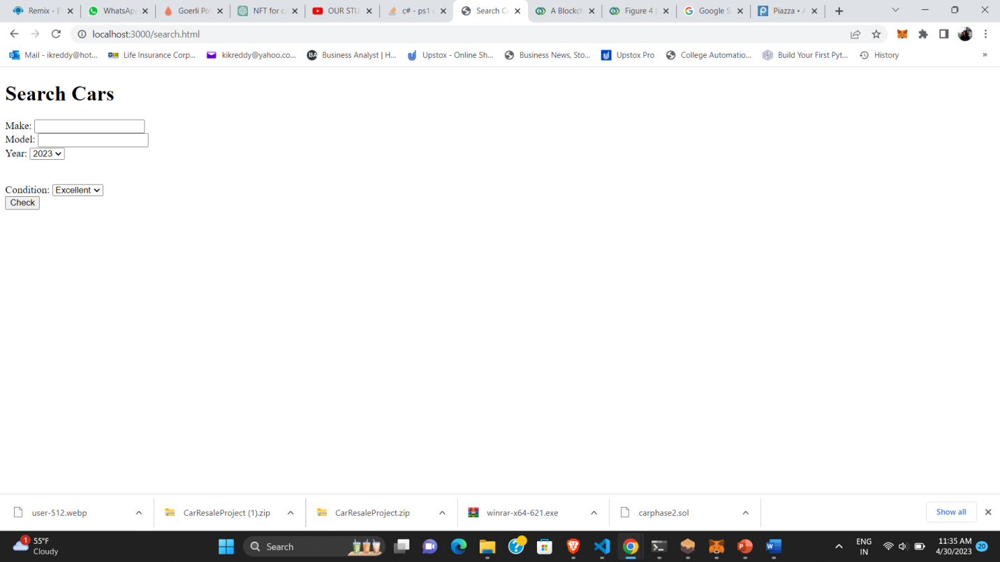 Remix - E
WhatsAp
Goerli Po
NFT for c
OUR STU
c# - ps1 c
Search Ca
A Blockch
Figure 4 |
Google S
Piazza • A
localhost:3000/search.html
Mail - ikreddy@hot...
Life Insurance Corp...
kikreddy@yahoo.co...
BA
Business Analyst | H...
Upstox - Online Sh...
Business News, Sto...
Upstox Pro
College Automatio...
Build Your First Pyt...
History
»
Search Cars
Make:
Model:
Year: 2023
Condition: Excellent
Check
user-512.webp
CarResaleProject (1).zip
CarResaleProject.zip
winrar-x64-621.exe
carphase2.sol
Show all
1
55°F
Cloudy
Search
ENG
IN
11:35 AM
4/30/2023
20